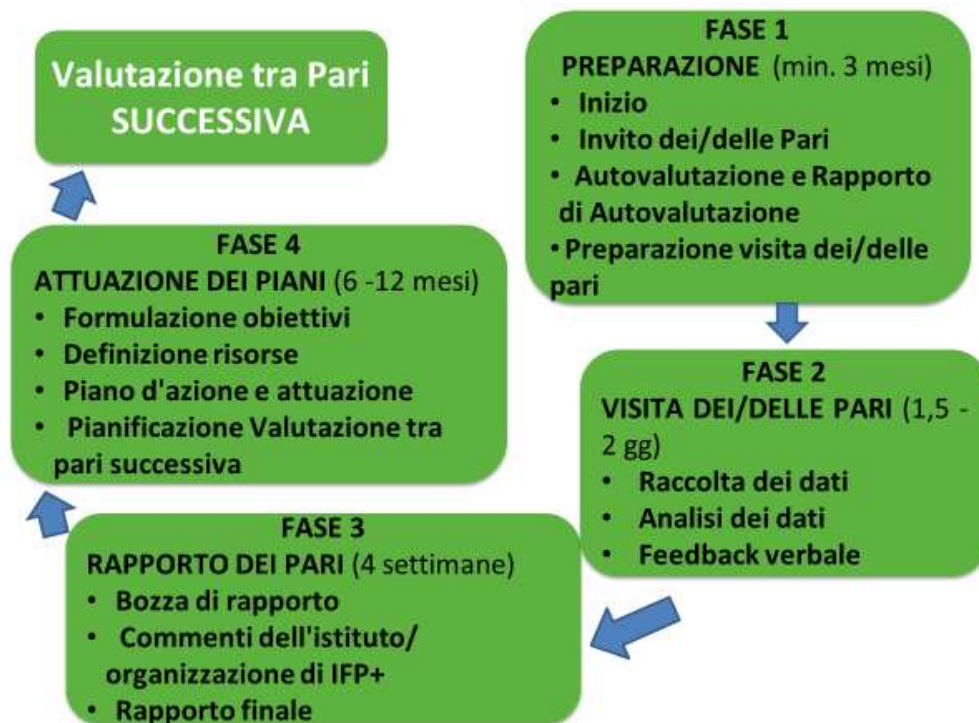 Valutazione tra Pari
SUCCESSIVA
FASE 1
PREPARAZIONE (min. 3 mesi)
• Inizio
• Invito dei/delle Pari
• Autovalutazione e Rapporto
di Autovalutazione
• Preparazione visita dei/delle
pari
FASE 2
VISITA DEI/DELLE PARI (1,5 -
2 gg)
• Raccolta dei dati
• Analisi dei dati
• Feedback verbale
FASE 3
RAPPORTO DEI PARI (4 settimane)
• Bozza di rapporto
• Commenti dell'istituto/
organizzazione di IFP+
• Rapporto finale
FASE 4
ATTUAZIONE DEI PIANI (6 -12 mesi)
• Formulazione obiettivi
• Definizione risorse
• Piano d'azione e attuazione
• Pianificazione Valutazione tra
pari successiva